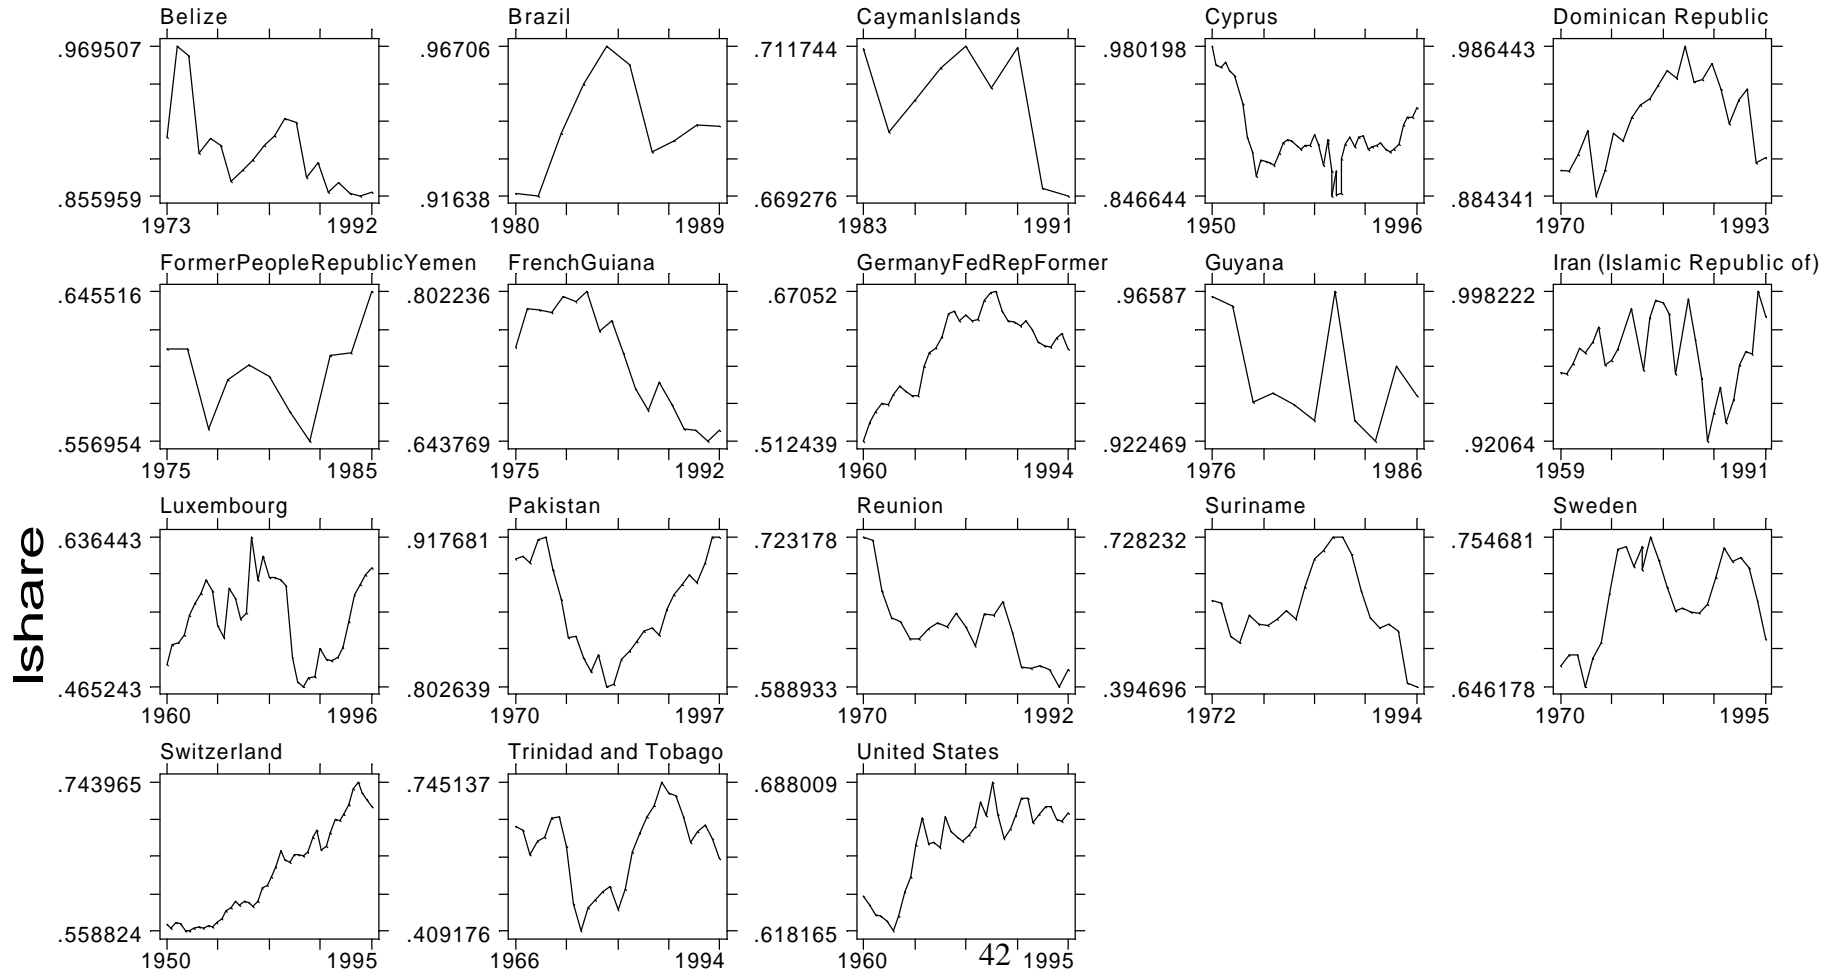 Belize Brazil CaymanIslands Cyprus Dominican Republic
.969507 .96706 .711744 .980198 .986443
.855959 .91638 .669276 .846644 .884341
1973 1992 1980 1989 1983 1991 1950 1996 1970 1993
FormerPeopleRepublicYemen FrenchGuiana GermanyFedRepFormer Guyana Iran (Islamic Republic of)
.645516 .802236 .67052 .96587 .998222
.556954 .643769 .512439 .922469 .92064
1975 1985 1975 1992 1960 1994 1976 1986 1959 1991
Luxembourg Pakistan Reunion Suriname Sweden
.636443 .917681 .723178 .728232 .754681
lshare
.465243 .802639 .588933 .394696 .646178
1960 1996 1970 1997 1970 1992 1972 1994 1970 1995
Switzerland Trinidad and Tobago United States
.743965 .745137 .688009
.558824 .409176 .618165
1950 1995 1966 1994 1960 42 1995